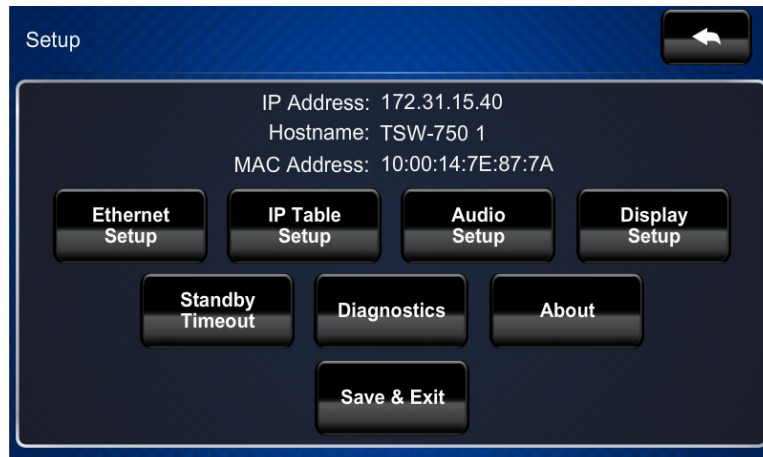 Setup
IP Address: 172.31.15.40
Hostname: TSW-750 1
MAC Address: 10:00:14:7E:87:7A
Ethernet
Setup
IP Table
Setup
Audio
Setup
Display
Setup
Standby
Timeout
Diagnostics
About
Save & Exit